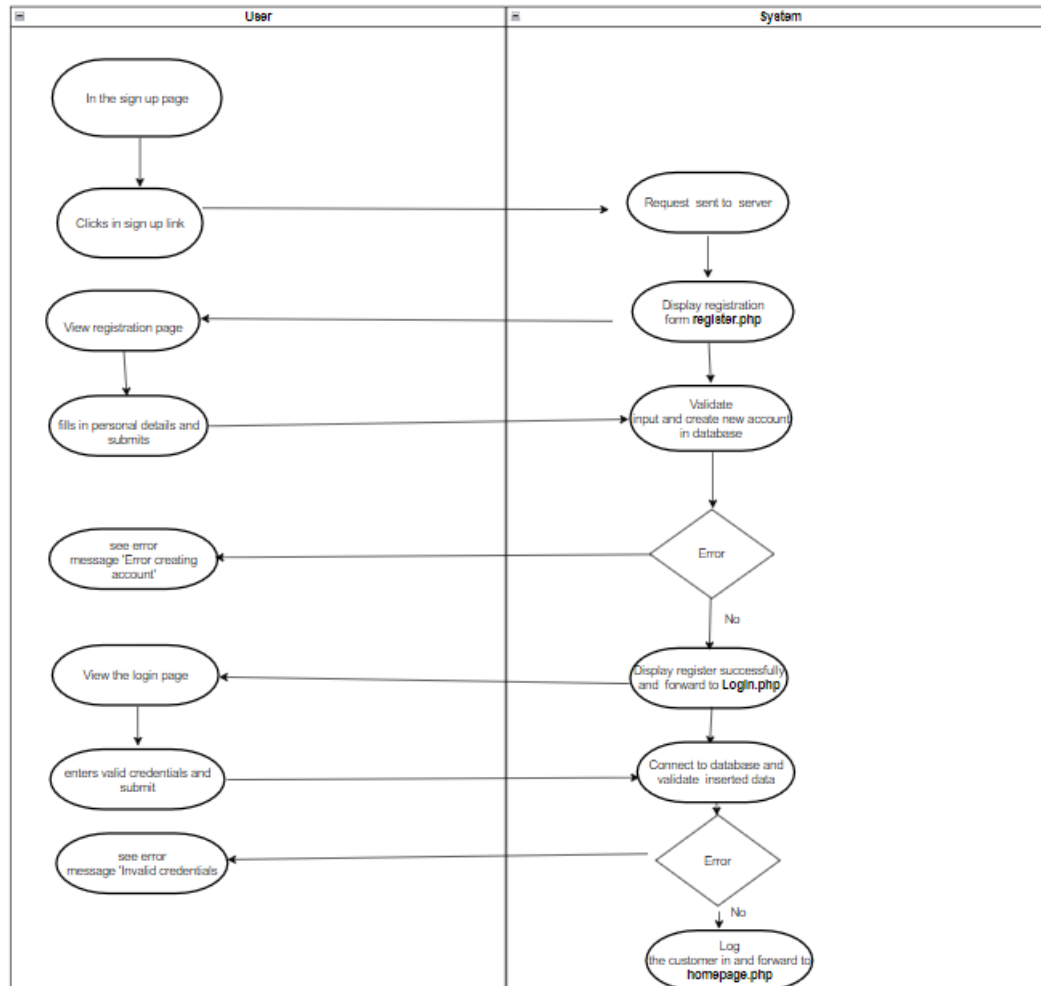 User
System
In the sign up page
Clicks in sign up link
Request sent to server
Display registration
form register.php
View registration page
fills in personal details and
submits
Validate
input and create new account
in database
see error
message 'Error creating
account'
Error
No
View the login page
Display register successfully
and forward to Login.php
enters valid credentials and
submit
Connect to database and
validate inserted data
see error
message 'Invalid credentials
Error
No
Log
the customer in and forward to
homepage.php